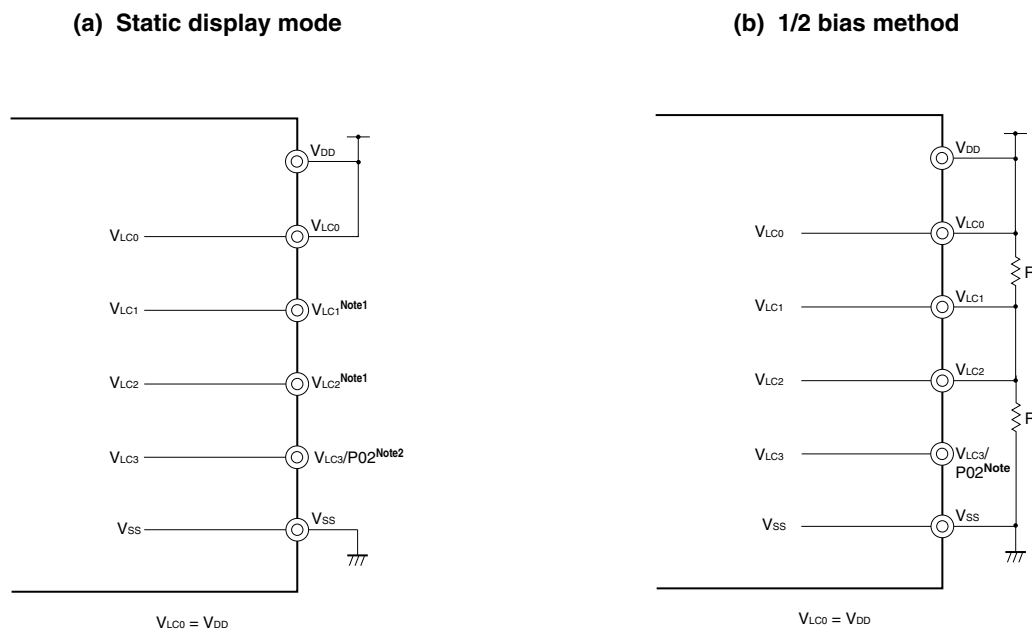 (a) Static display mode
VDD
VLC0
VLC0
VLC1
VLC1Note1
VLC2
VLC2Note1
VLC3
VLC3/P02Note2
VSS
VSS
VLC0 = VDD
(b) 1/2 bias method
VDD
VLC0
VLC0
R
VLC1
VLC1
VLC2
VLC2
R
VLC3
VLC3/
P02Note
VSS
VSS
VLC0 = VDD